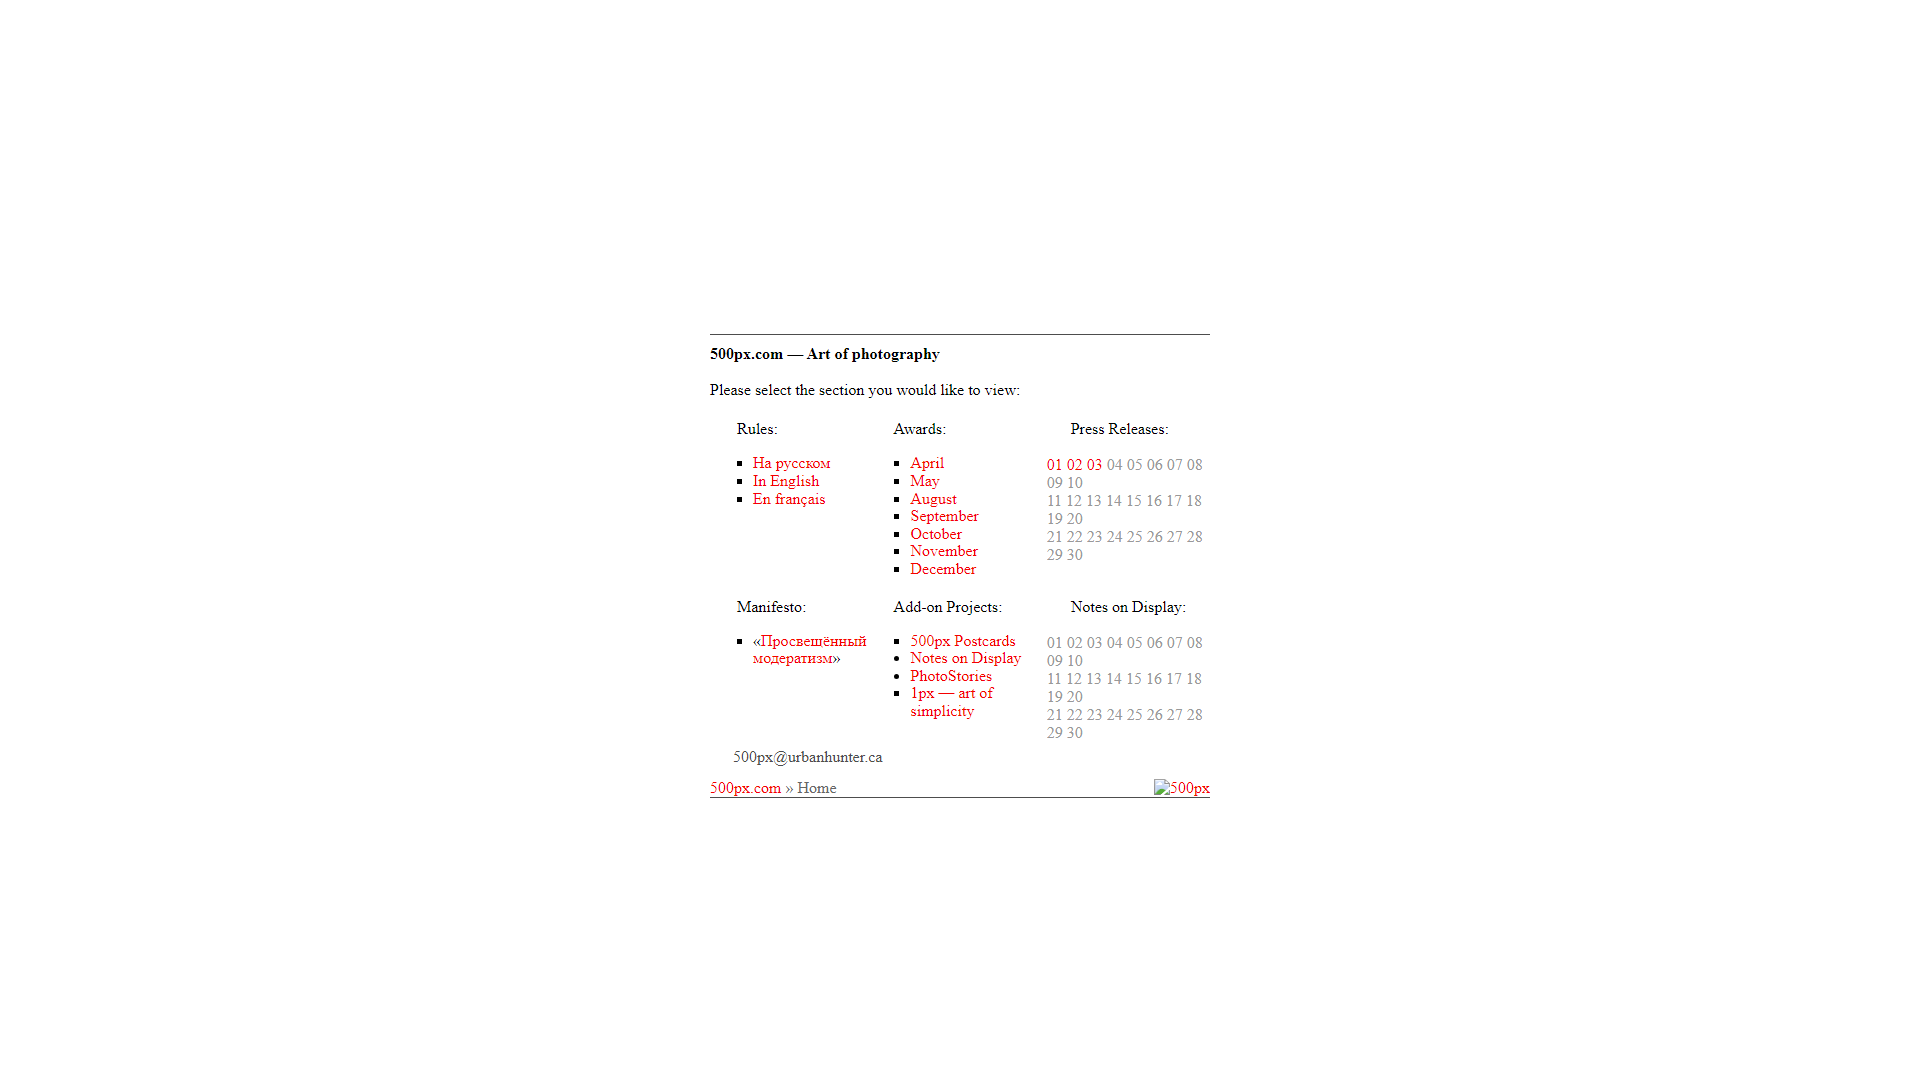 500px.com — Art of photography
Please select the section you would like to view:
Rules:
На русском
In English
En français
Awards:
April
May
August
September
October
November
December
Press Releases:
01 02 03 04 05 06 07 08
09 10
11 12 13 14 15 16 17 18
19 20
21 22 23 24 25 26 27 28
29 30
Manifesto:
«Просвещённый
модератизм»
Add-on Projects:
500px Postcards
Notes on Display
PhotoStories
1px — art of
simplicity
Notes on Display:
01 02 03 04 05 06 07 08
09 10
11 12 13 14 15 16 17 18
19 20
21 22 23 24 25 26 27 28
29 30
500px@urbanhunter.ca
500px.com » Home
500px